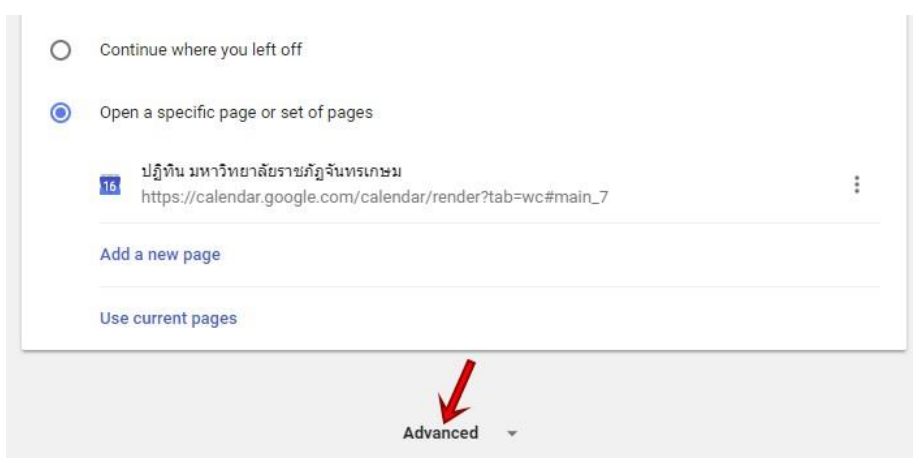 Continue where you left off
Open a specific page or set of pages
16
ปฏิทิน มหาวิทยาลัยราชภัฏจันทรเกษม
https://calendar.google.com/calendar/render?tab=wc#main_7
Add a new page
Use current pages
Advanced